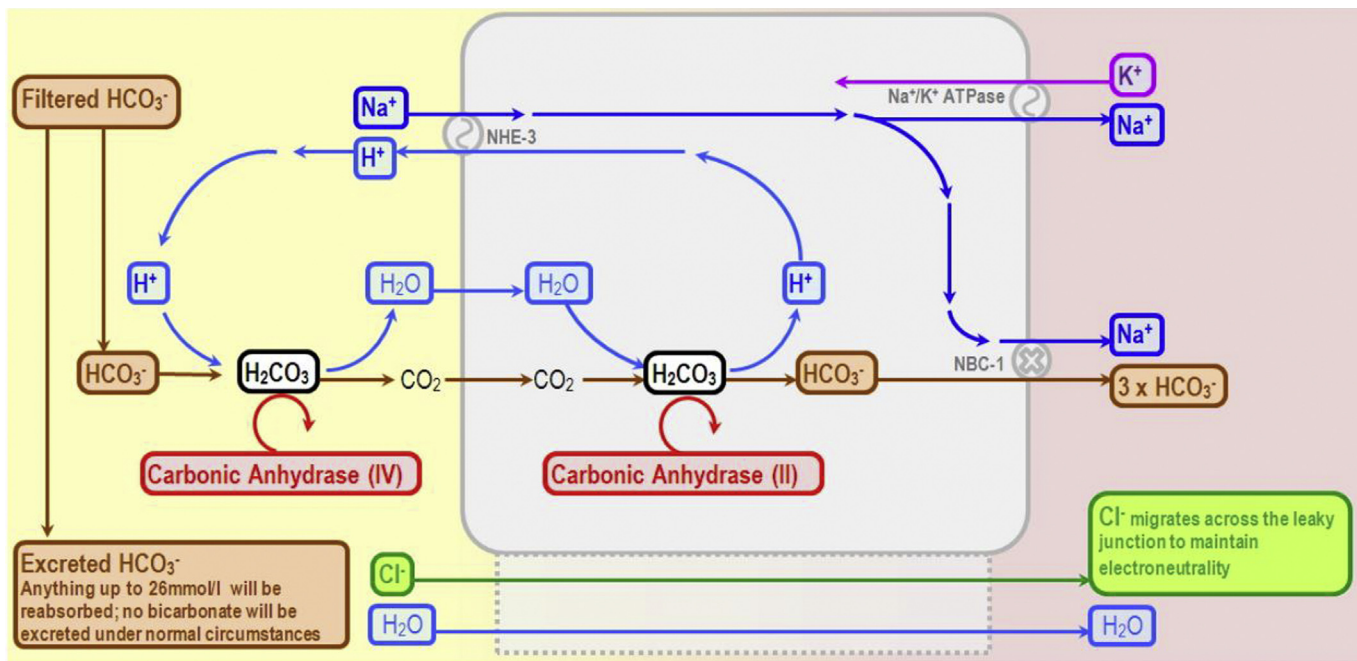 Filtered HCO₃⁻
Na⁺
NHE-3
H⁺
Na⁺/K⁺ ATPase
K⁺
Na⁺
H⁺
H₂O
H₂O
H⁺
HCO₃⁻
H₂CO₃
CO₂
CO₂
H₂CO₃
HCO₃⁻
NBC-1
Na⁺
3 x HCO₃⁻
Carbonic Anhydrase (IV)
Carbonic Anhydrase (II)
Excreted HCO₃⁻
Anything up to 26mmol/l will be
reabsorbed; no bicarbonate will be
excreted under normal circumstances
Cl⁻
H₂O
Cl⁻ migrates across the leaky
junction to maintain
electroneutrality
H₂O